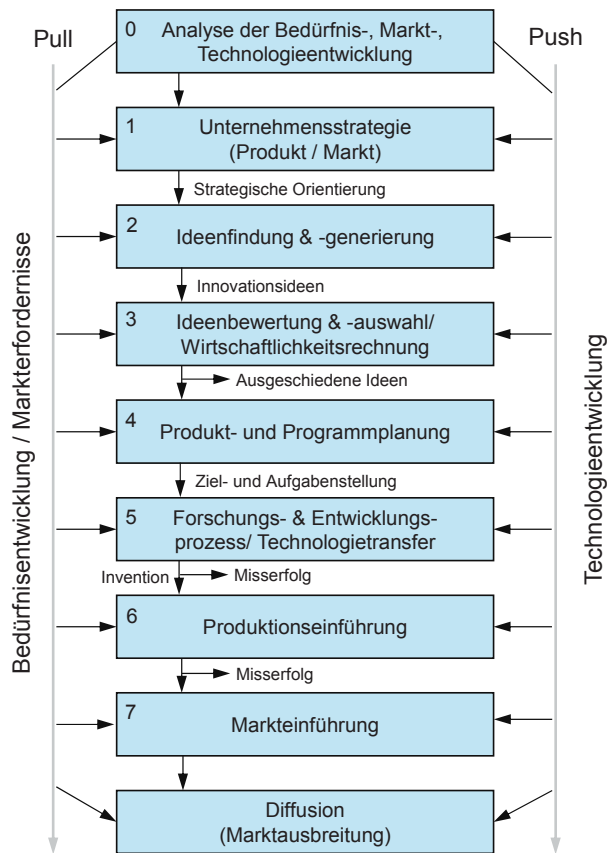 Pull
Push
0
Analyse der Bedürfnis-, Markt-,
Technologieentwicklung
1
Unternehmensstrategie
(Produkt / Markt)
Strategische Orientierung
2
Ideenfindung & -generierung
Innovationsideen
3
Ideenbewertung & -auswahl/
Wirtschaftlichkeitsrechnung
Ausgeschiedene Ideen
4
Produkt- und Programmplanung
Ziel- und Aufgabenstellung
5
Forschungs- & Entwicklungs-
prozess/ Technologietransfer
Invention
Misserfolg
6
Produktionseinführung
Misserfolg
7
Markteinführung
Diffusion
(Marktausbreitung)
Bedürfnisentwicklung / Markterfordernisse
Technologieentwicklung